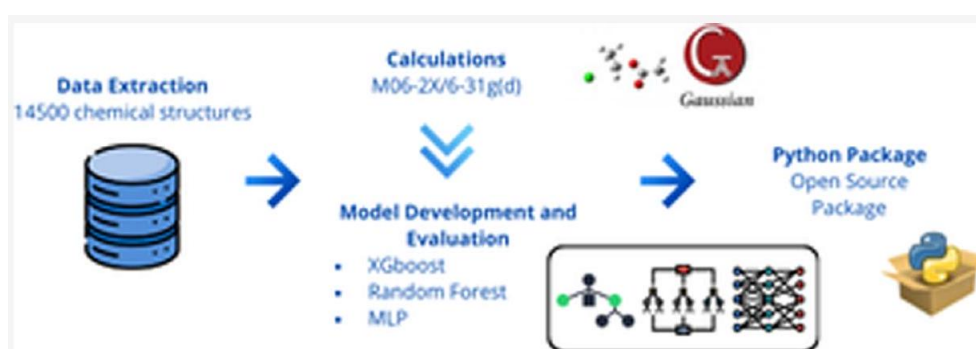 Data Extraction
14500 chemical structures
Calculations
M06-2X/6-31g(d)
Gaussian
Model Development and
Evaluation
XGboost
Random Forest
MLP
Python Package
Open Source
Package